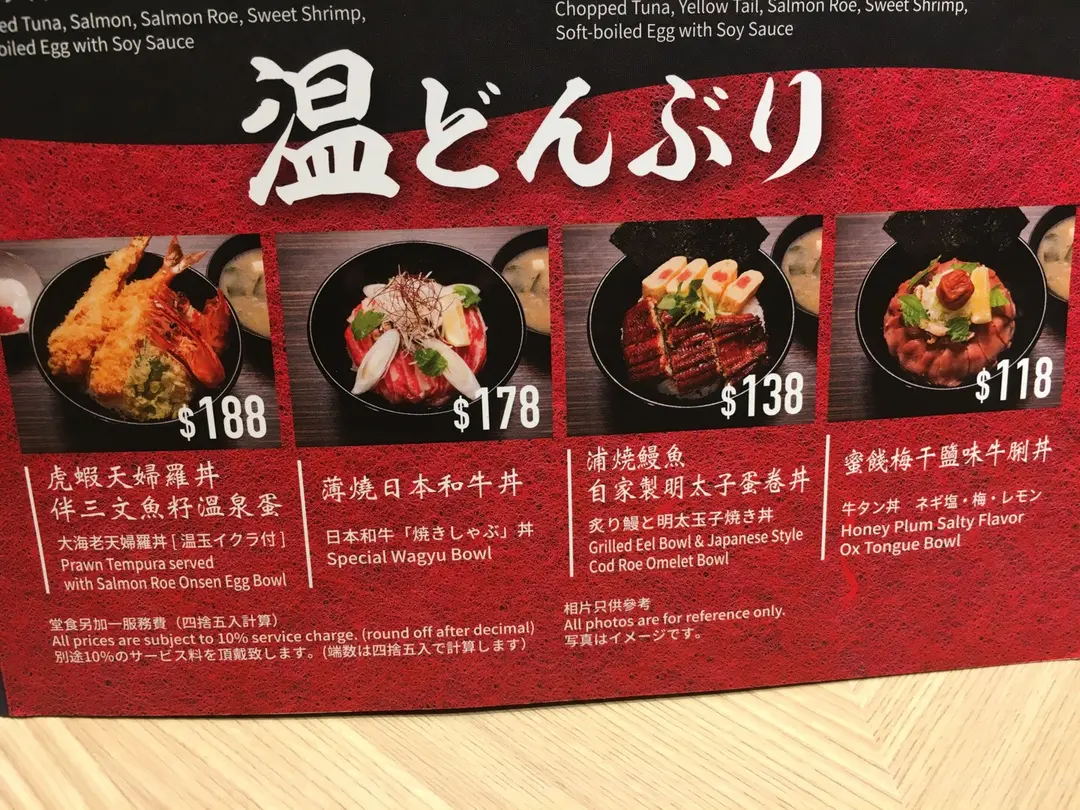 ed Tuna, Salmon, Salmon Roe, Sweet Shrimp,
oiled Egg with Soy Sauce
Chopped Tuna, Yellow Tail, Salmon Roe, Sweet Shrimp,
Soft-boiled Egg with Soy Sauce
温どんぶり
$188
虎蝦天婦羅丼
伴三文魚籽溫泉蛋
大海老天婦羅丼 [ 温玉イクラ付 ]
Prawn Tempura served
with Salmon Roe Onsen Egg Bowl
$178
薄燒日本和牛丼
日本和牛「焼きしゃぶ」丼
Special Wagyu Bowl
$138
浦燒鰻魚
自家製明太子蛋卷丼
炙り鰻と明太玉子焼き丼
Grilled Eel Bowl & Japanese Style
Cod Roe Omelet Bowl
$118
蜜餞梅干鹽味牛脷丼
牛タン丼 ネギ塩・梅・レモン
Honey Plum Salty Flavor
Ox Tongue Bowl
堂食另加一服務費（四捨五入計算）
All prices are subject to 10% service charge. (round off after decimal)
別途10%のサービス料を頂戴致します。(端数は四捨五入で計算します)
相片只供參考
All photos are for reference only.
写真はイメージです。